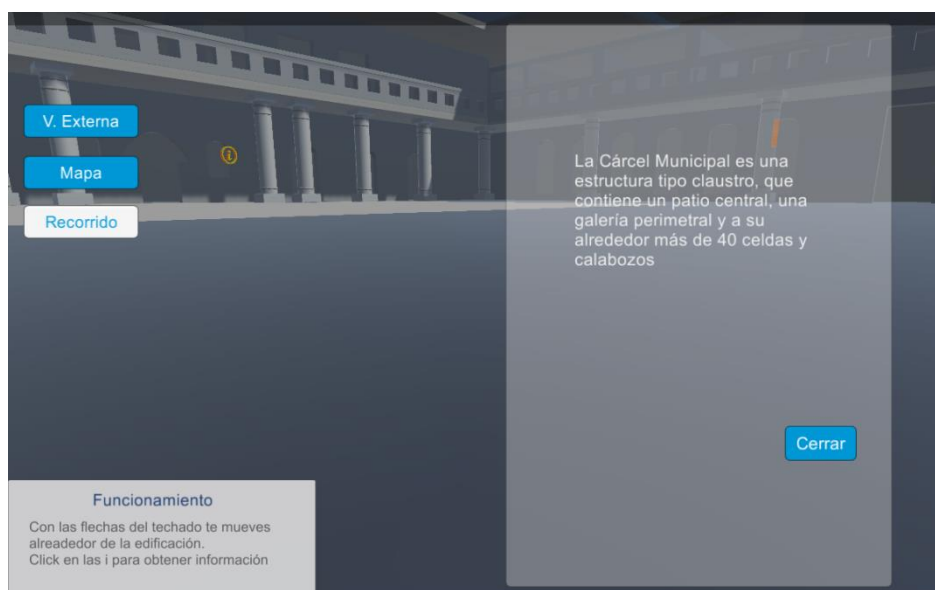 V. Externa
Mapa
Recorrido
i
La Cárcel Municipal es una
estructura tipo claustro, que
contiene un patio central, una
galería perimetral y a su
alrededor más de 40 celdas y
calabozos
Cerrar
Funcionamiento
Con las flechas del techado te mueves
alreadedor de la edificación.
Click en las i para obtener información